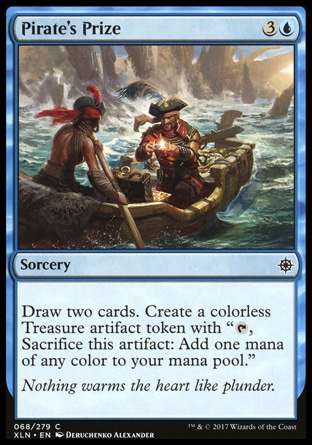 Pirate's Prize 3
Sorcery
Draw two cards. Create a colorless
Treasure artifact token with “,
Sacrifice this artifact: Add one mana
of any color to your mana pool.”
Nothing warms the heart like plunder.
068/279 C
XLN • EN Deruchenko Alexander
™ & © 2017 Wizards of the Coast